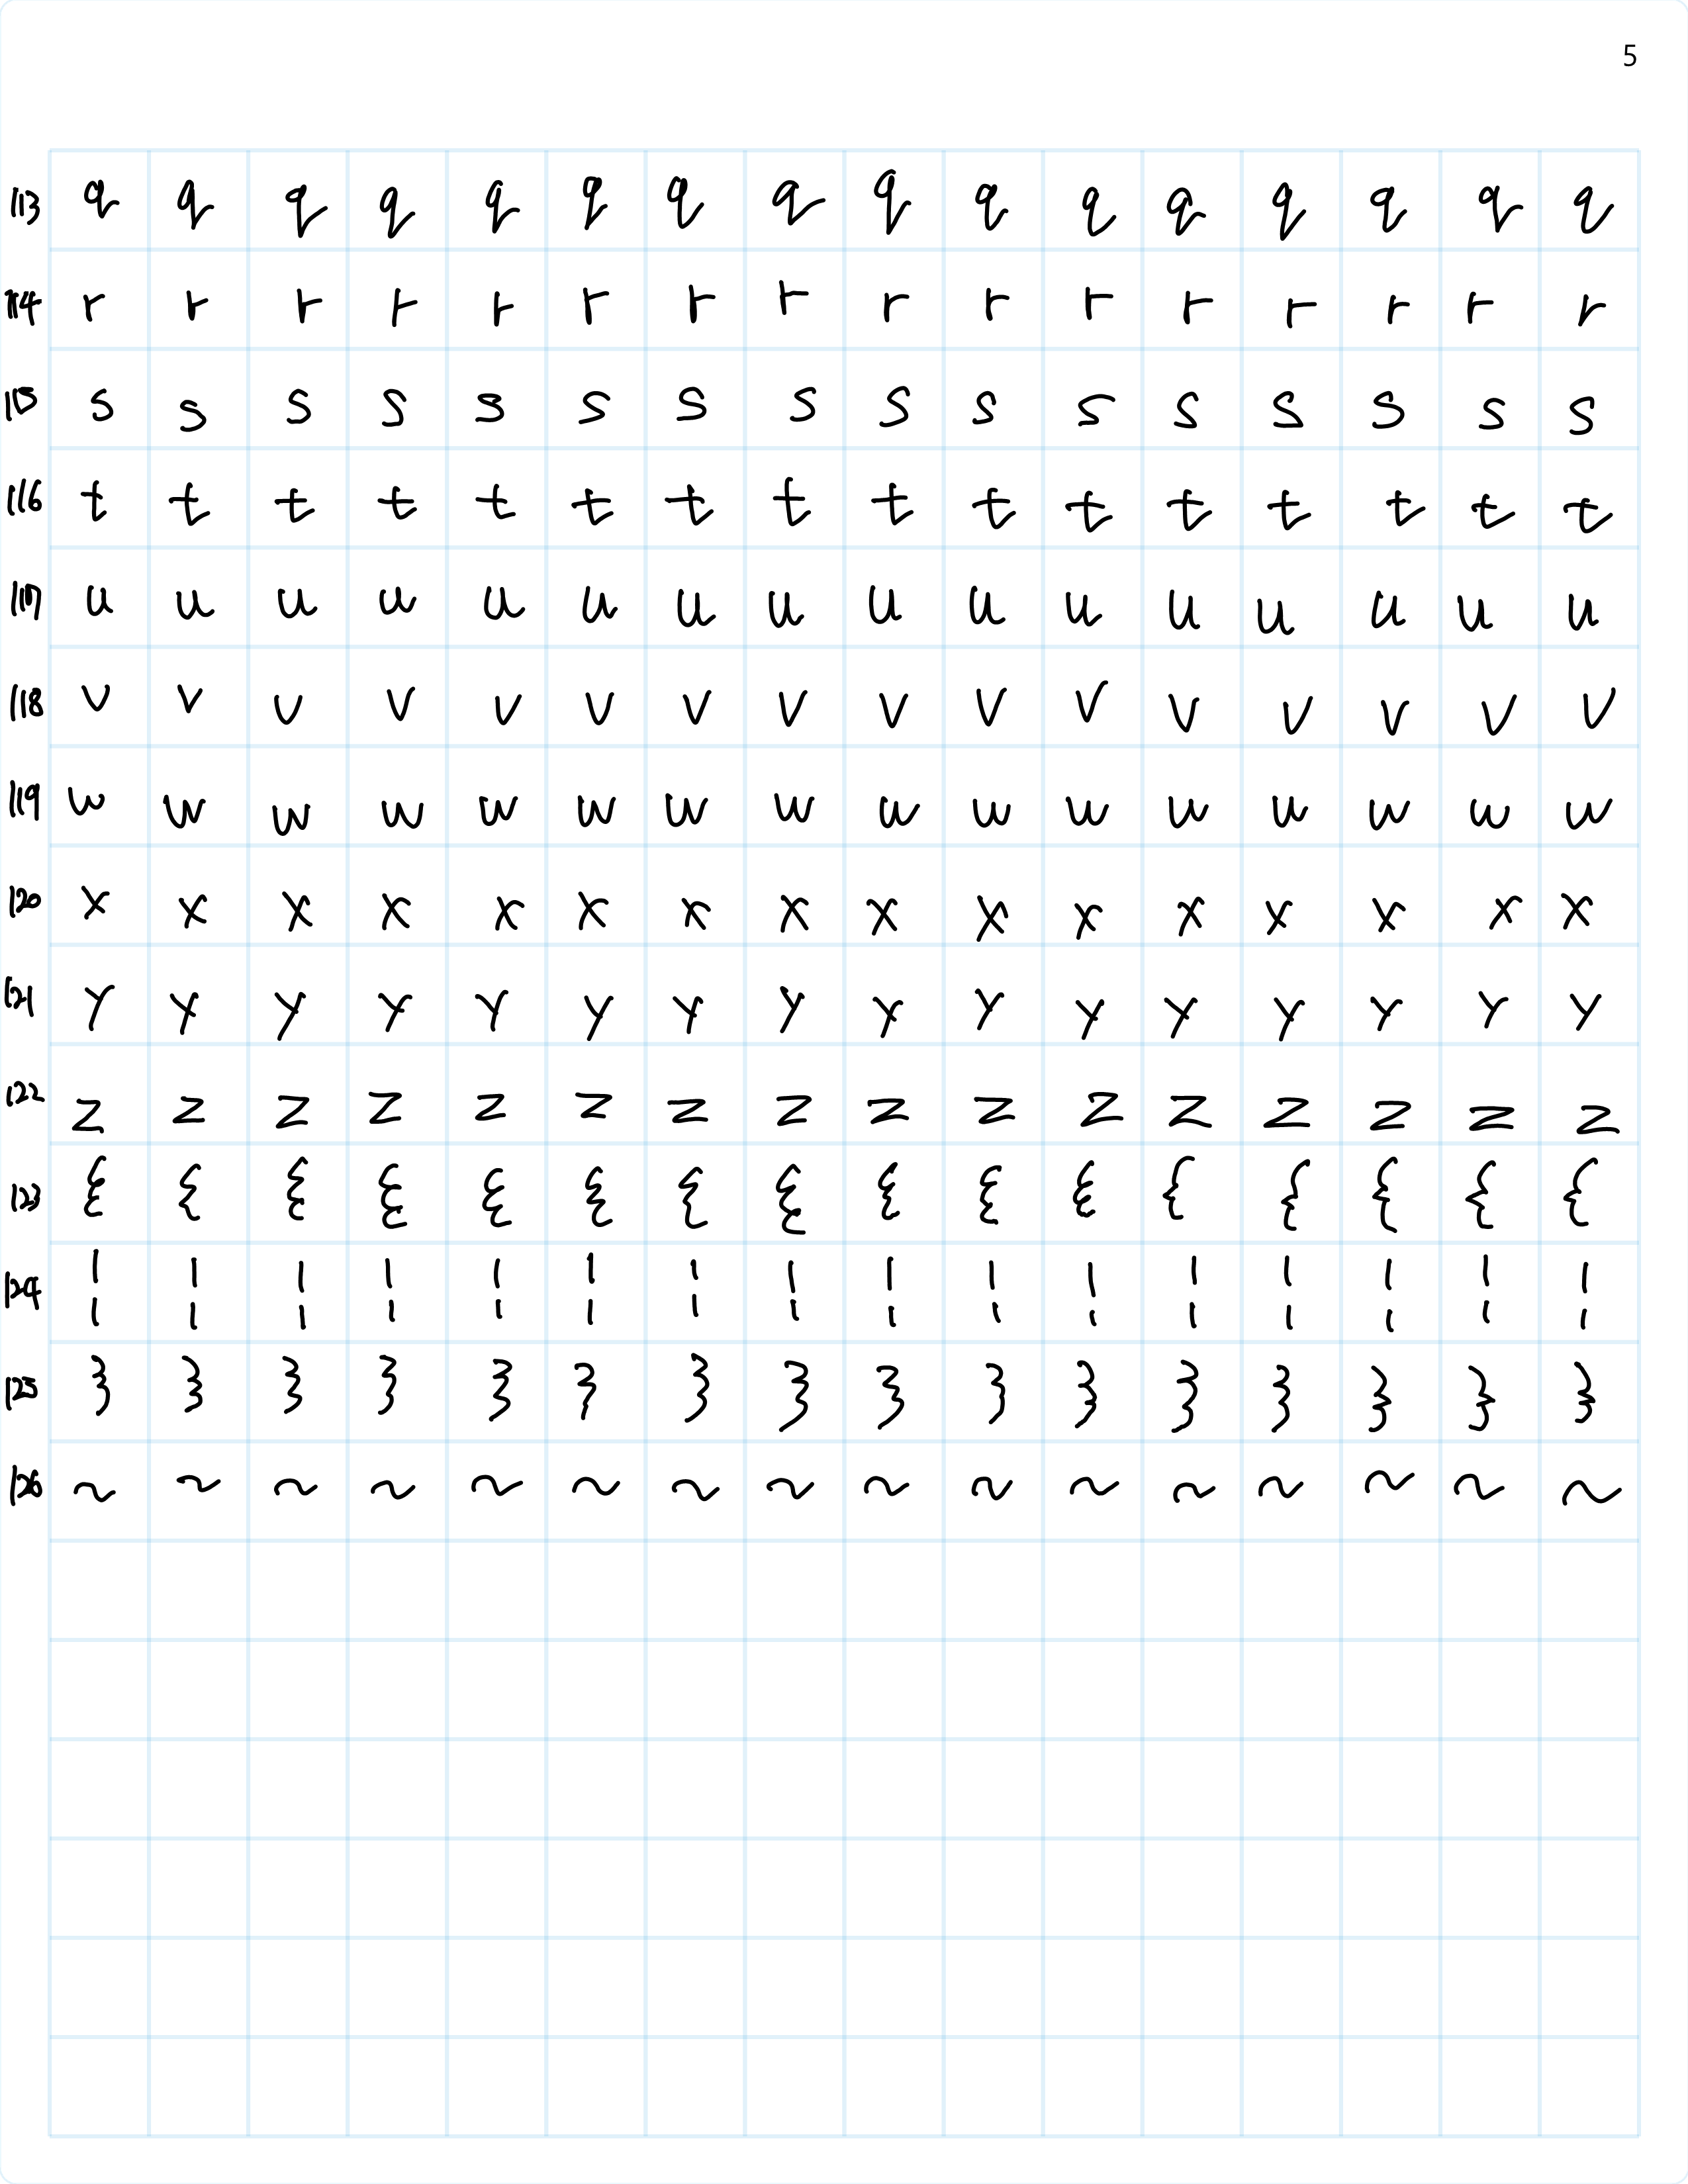 5
113 q q q q q q q q q q q q q q q q
114 r r r r r r r r r r r r r r r r
115 s s s s s s s s s s s s s s s s
116 t t t t t t t t t t t t t t t t
117 u u u u u u u u u u u u u u u u
118 v v v v v v v v v v v v v v v v
119 w w w w w w w w w w w w w w w w
120 x x x x x x x x x x x x x x x x
121 y y y y y y y y y y y y y y y y
122 z z z z z z z z z z z z z z z z
123 { { { { { { { { { { { { { { { {
124 ¦ ¦ ¦ ¦ ¦ ¦ ¦ ¦ ¦ ¦ ¦ ¦ ¦ ¦ ¦ ¦
125 } } } } } } } } } } } } } } } }
126 ~ ~ ~ ~ ~ ~ ~ ~ ~ ~ ~ ~ ~ ~ ~ ~